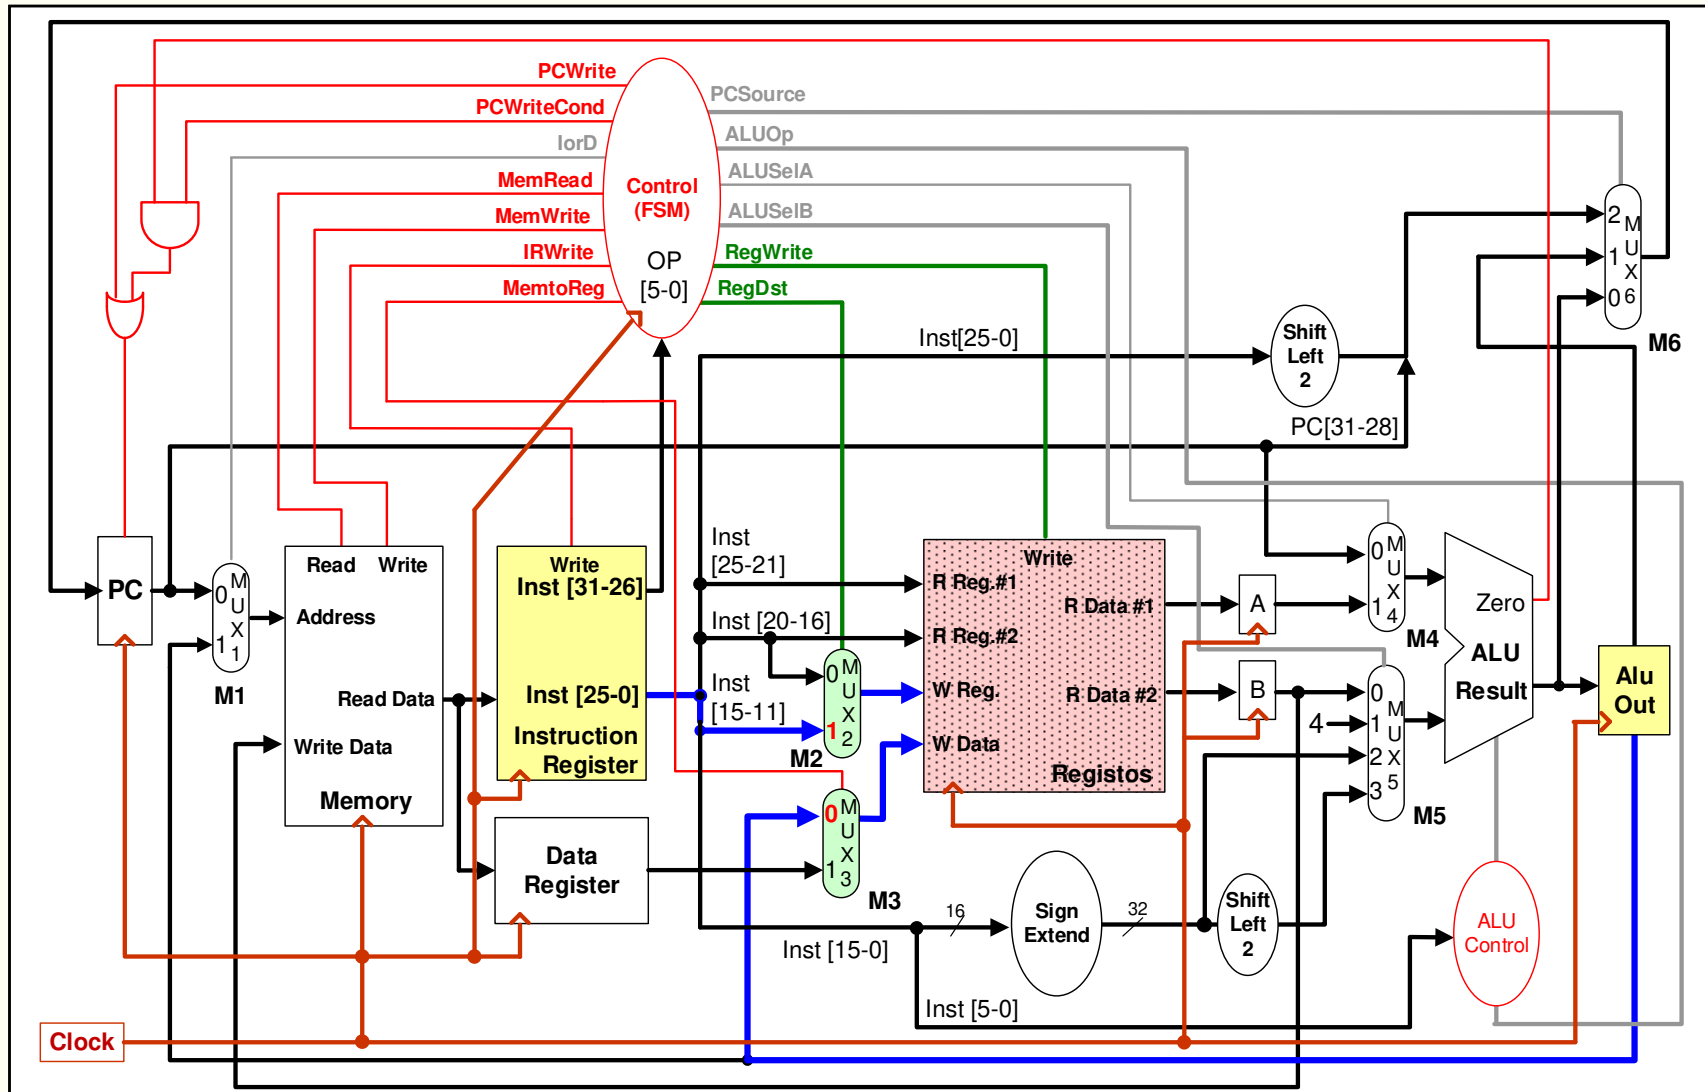 PCWrite
PCWriteCond
IorD
MemRead
MemWrite
IRWrite
MemtoReg
Control
(FSM)
OP
[5-0]
PCSource
ALUOp
ALUSelA
ALUSelB
RegWrite
RegDst
2
1
0
M
U
X
6
M6
Inst[25-0]
Shift
Left
2
PC[31-28]
PC
0
1
M
U
X
1
M1
Read Write
Address
Read Data
Write Data
Memory
Write
Inst [31-26]
Inst [25-0]
Instruction
Register
Data
Register
Inst
[25-21]
Inst [20-16]
Inst
[15-11]
0
1
M
U
X
2
M2
0
1
M
U
X
3
M3
Write
R Reg.#1
R Reg.#2
W Reg.
W Data
R Data #1
R Data #2
Registos
A
B
4
0
1
M
U
X
4
M4
0
1
2
3
M
U
X
5
M5
Zero
ALU
Result
Alu
Out
Inst [15-0]
16
Sign
Extend
32
Shift
Left
2
ALU
Control
Inst [5-0]
Clock